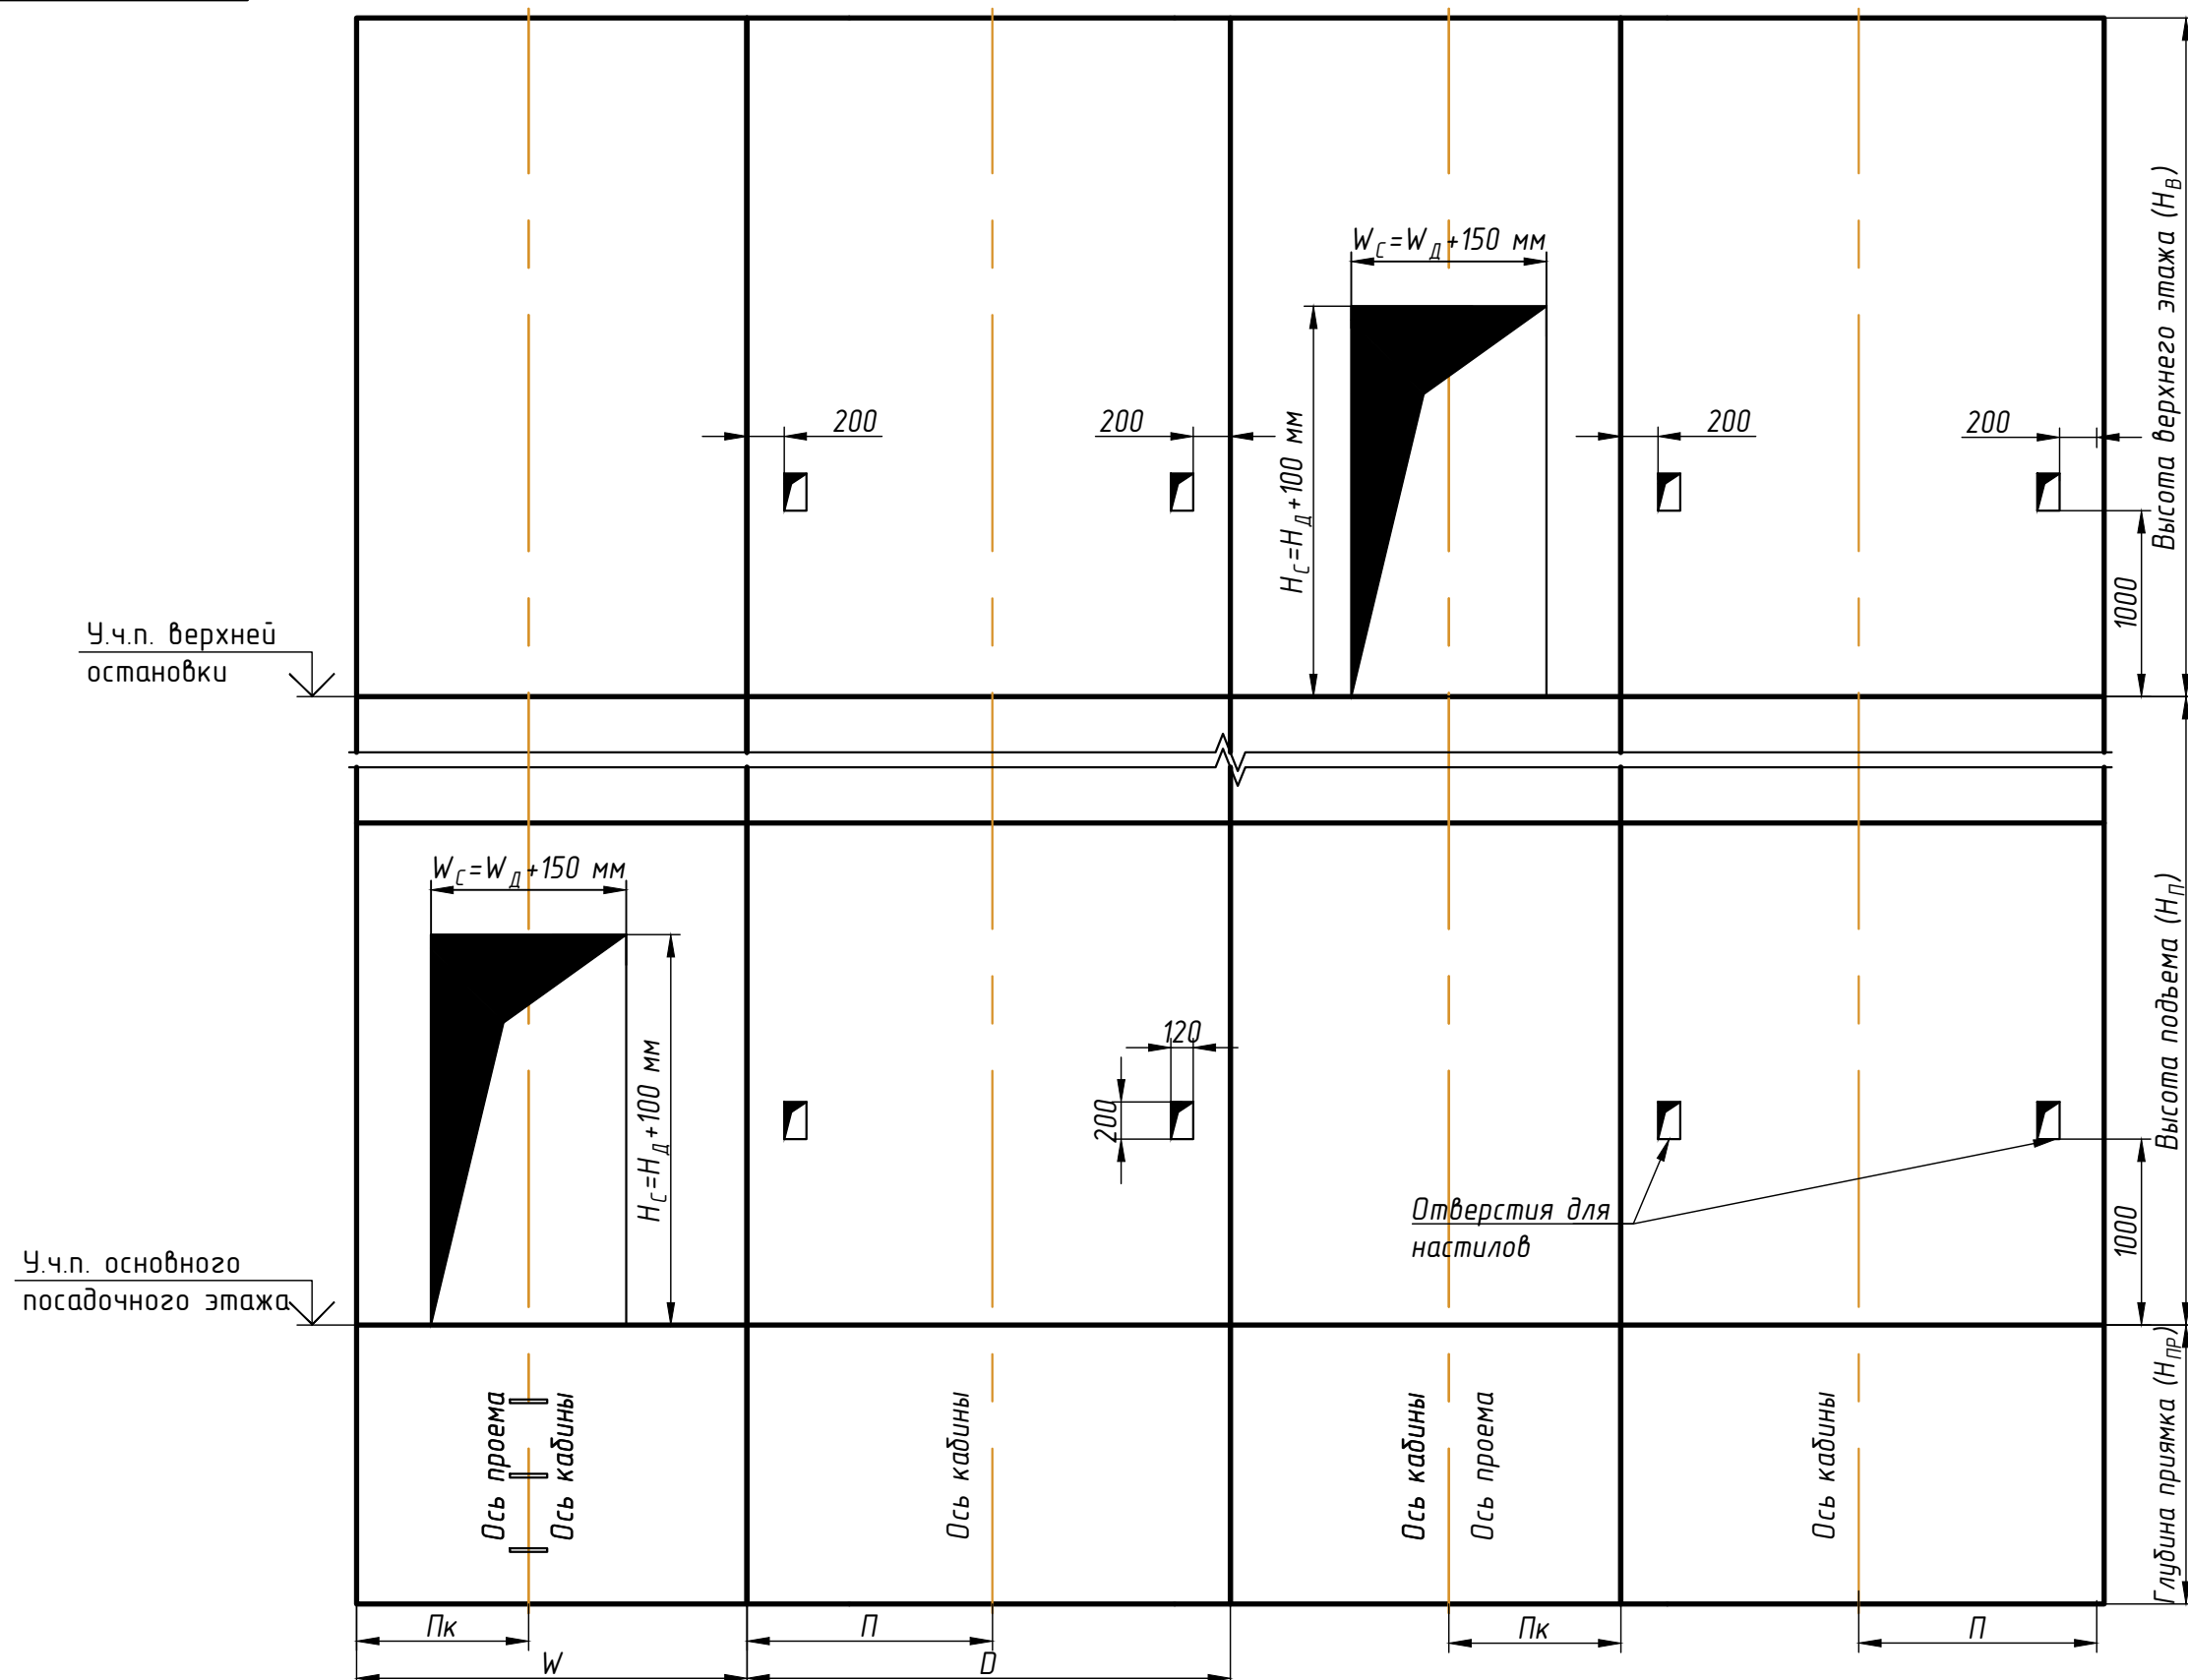 W_С=W_Д+150 мм
Высота верхнего этажа (H_В)
200
200
200
200
H_С=H_Д+100 мм
1000
У.ч.п. верхней
остановки
W_С=W_Д+150 мм
Высота подъема (H_П)
120
200
H_С=H_Д+100 мм
Отверстия для
настилов
1000
У.ч.п. основного
посадочного этажа
Глубина приямка (H_ПР)
Ось проема
Ось кабины
Ось кабины
Ось кабины
Ось проема
Ось кабины
Пк
П
Пк
П
W
D